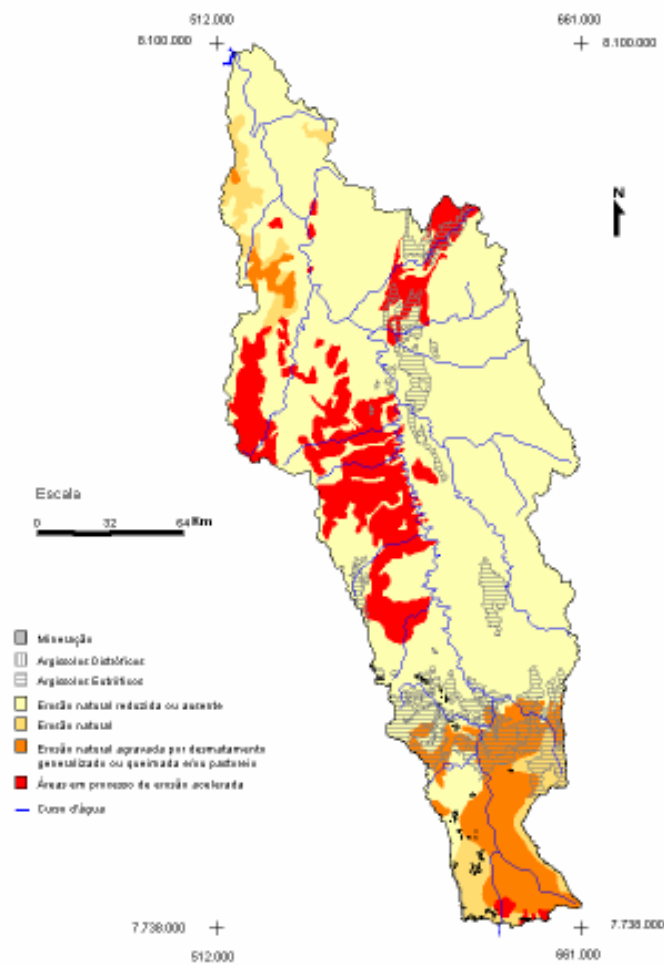 512.000
661.000
8.100.000
8.100.000
N
Escala
0 32 64 Km
Mineração
Argissolos Distróficos
Argissolos Eutróficos
Erosão natural reduzida ou ausente
Erosão natural
Erosão natural agravada por desmatamento
generalizado ou queimada e/ou pastoreio
Áreas em processo de erosão acelerada
Curso d'água
7.738.000
7.738.000
512.000
661.000